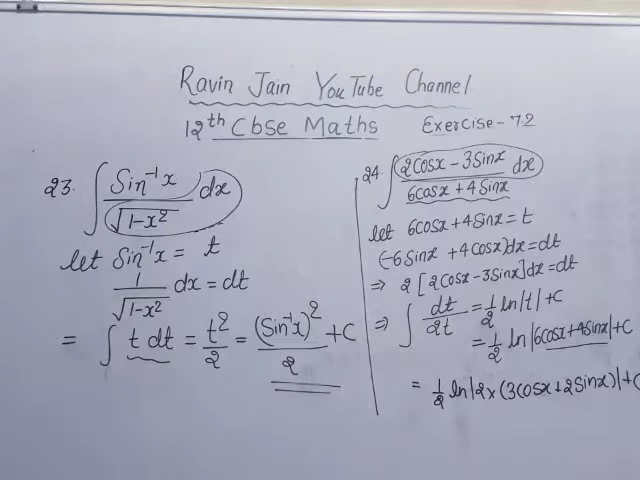 Ravin Jain YouTube Channel
12th Cbse Maths Exercise - 7.2
23. ∫ Sin⁻¹x / √1-x² dx
let Sin⁻¹x = t
1/√1-x² dx = dt
= ∫ t dt = t²/2 = (Sin⁻¹x)²/2 + C
24 ∫ 2Cosx - 3Sinx / 6cosx + 4Sinx dx
let 6cosx + 4Sinx = t
(-6Sinx + 4Cosx)dx = dt
⇒ 2[2Cosx - 3Sinx]dx = dt
⇒ ∫ dt/2t = 1/2 ln|t| + C
= 1/2 ln|6cosx + 4Sinx| + C
= 1/2 ln|2x(3cosx + 2Sinx)| + C